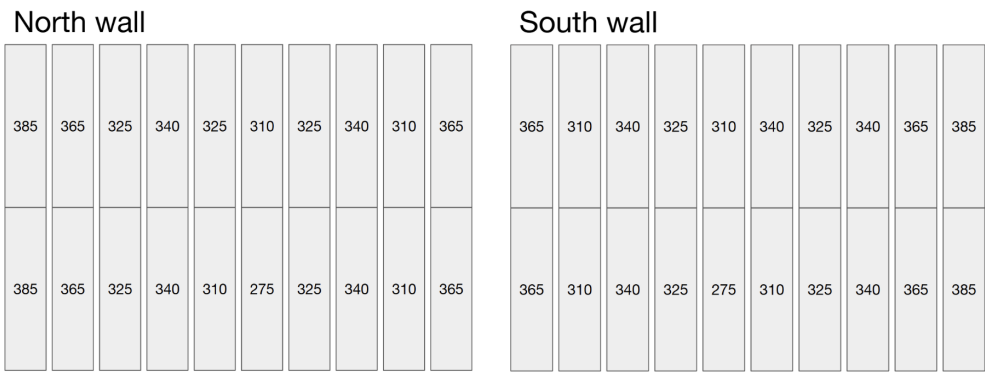 North wall
South wall
385 365 325 340 325 310 325 340 310 365
365 310 340 325 310 340 325 340 365 385
385 365 325 340 310 275 325 340 310 365
365 310 340 325 275 310 325 340 365 385